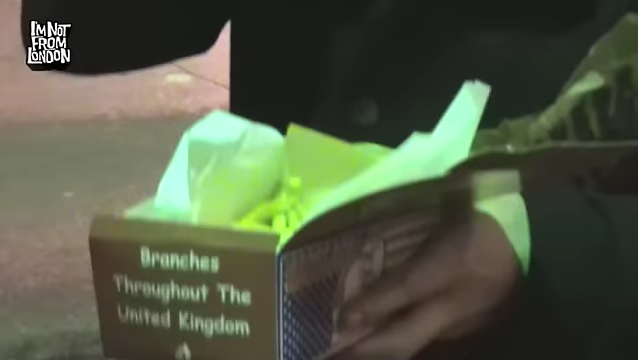 I'M NOT
FROM
LONDON
Branches
Throughout The
United Kingdom